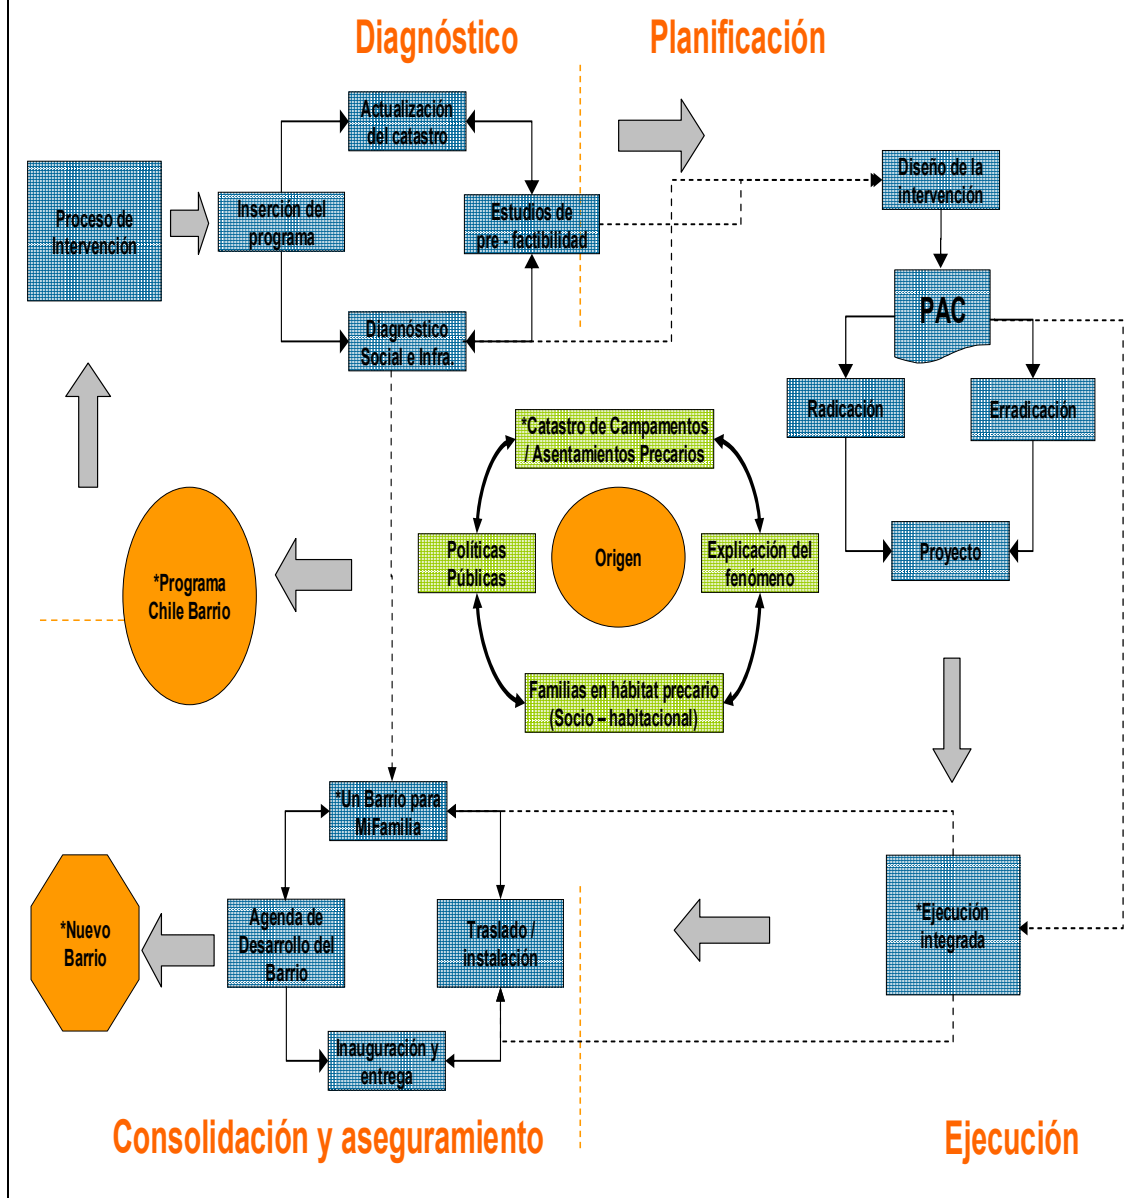 Diagnóstico
Planificación
Actualización
del catastro
Proceso de
Intervención
Inserción del
programa
Estudios de
pre - factibilidad
Diagnóstico
Social e Infra.
Diseño de la
intervención
PAC
Radicación
Erradicación
Proyecto
*Catastro de Campamentos
/ Asentamientos Precarios
Políticas
Públicas
Origen
Explicación del
fenómeno
Familias en hábitat precario
(Socio – habitacional)
*Programa
Chile Barrio
*Un Barrio para
MiFamilia
*Nuevo
Barrio
Agenda de
Desarrollo del
Barrio
Traslado /
instalación
*Ejecución
integrada
Inauguración y
entrega
Consolidación y aseguramiento
Ejecución